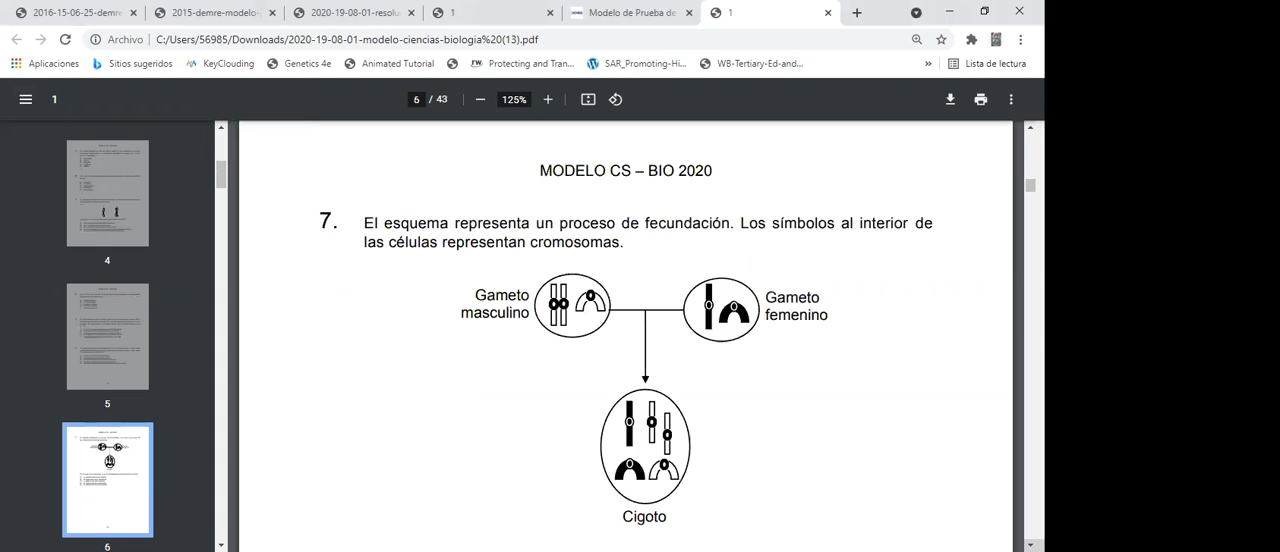 2016-15-06-25-demre
2015-demre-modelo-
2020-19-08-01-resolu
1
Modelo de Prueba de
1
Archivo | C:/Users/56985/Downloads/2020-19-08-01-modelo-ciencias-biologia%20(13).pdf
Aplicaciones
Sitios sugeridos
KeyClouding
Genetics 4e
Animated Tutorial
Protecting and Tran...
SAR_Promoting-Hi...
WB-Tertiary-Ed-and...
»
Lista de lectura
1
6 / 43
125%
4
5
6
MODELO CS – BIO 2020
7. El esquema representa un proceso de fecundación. Los símbolos al interior de
las células representan cromosomas.
Gameto
masculino
Gameto
femenino
Cigoto